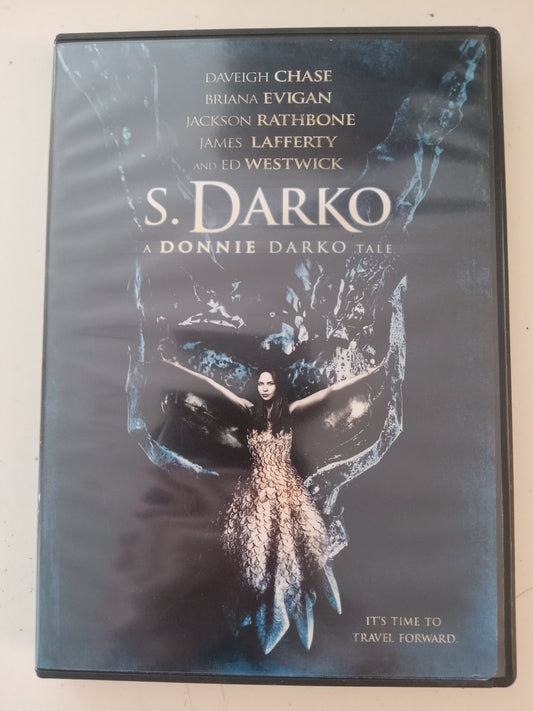 DAVEIGH CHASE
BRIANA EVIGAN
JACKSON RATHBONE
JAMES LAFFERTY
AND ED WESTWICK
S. DARKO
A DONNIE DARKO TALE
IT'S TIME TO
TRAVEL FORWARD.